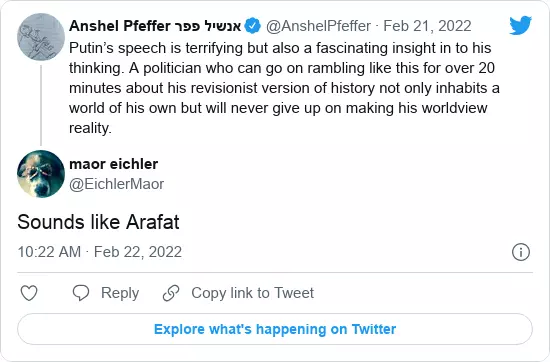 Anshel Pfeffer אנשיל פפר @AnshelPfeffer · Feb 21, 2022
Putin’s speech is terrifying but also a fascinating insight in to his
thinking. A politician who can go on rambling like this for over 20
minutes about his revisionist version of history not only inhabits a
world of his own but will never give up on making his worldview
reality.
maor eichler
@EichlerMaor
Sounds like Arafat
10:22 AM · Feb 22, 2022
Reply Copy link to Tweet
Explore what's happening on Twitter